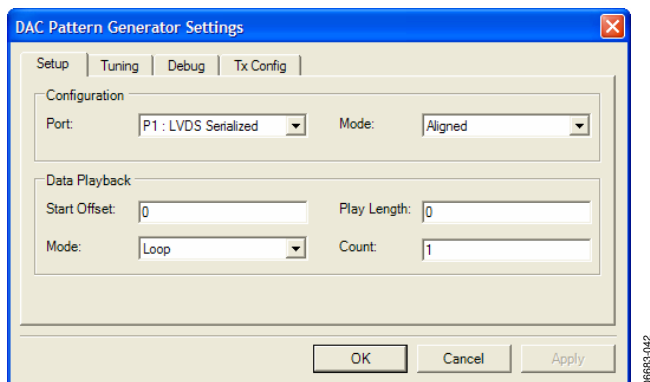 DAC Pattern Generator Settings
Setup Tuning Debug Tx Config
Configuration
Port: P1 : LVDS Serialized Mode: Aligned
Data Playback
Start Offset: 0 Play Length: 0
Mode: Loop Count: 1
OK Cancel Apply